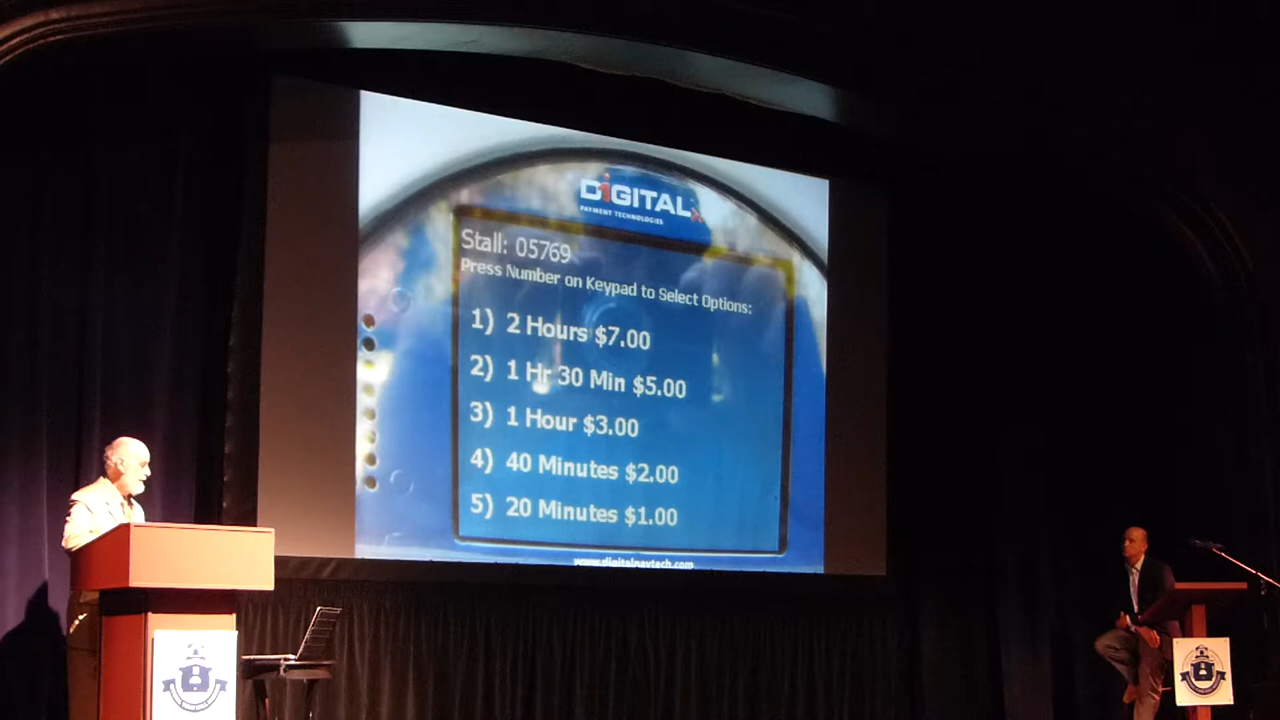 DiGITAL
PAYMENT TECHNOLOGIES
Stall: 05769
Press Number on Keypad to Select Options:
1) 2 Hours $7.00
2) 1 Hr 30 Min $5.00
3) 1 Hour $3.00
4) 40 Minutes $2.00
5) 20 Minutes $1.00
www.digitalpaytech.com